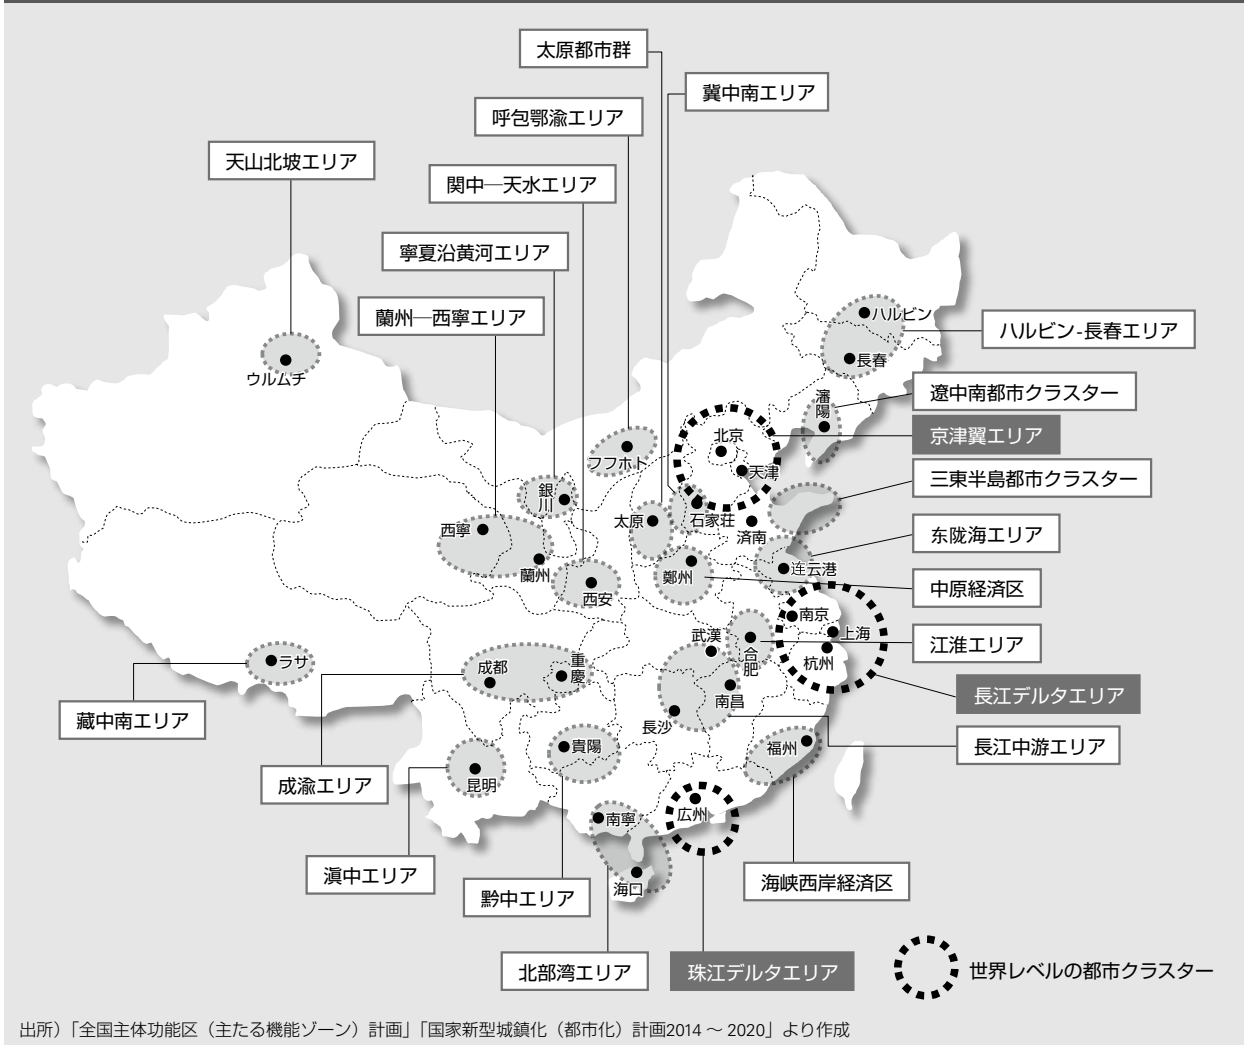 太原都市群
冀中南エリア
呼包鄂渝エリア
天山北坡エリア
関中―天水エリア
寧夏沿黄河エリア
蘭州―西寧エリア
ハルビン
ハルビン-長春エリア
長春
ウルムチ
瀋陽
遼中南都市クラスター
北京
京津翼エリア
フフホト
天津
三東半島都市クラスター
銀川
西寧
太原
石家荘
済南
东陇海エリア
蘭州
鄭州
连云港
中原経済区
西安
南京
武漢
上海
江淮エリア
合肥
杭州
ラサ
成都
重慶
南昌
長江デルタエリア
藏中南エリア
長沙
貴陽
福州
長江中游エリア
成渝エリア
昆明
南寧
広州
滇中エリア
海口
海峡西岸経済区
黔中エリア
北部湾エリア
珠江デルタエリア
世界レベルの都市クラスター
出所）「全国主体功能区（主たる機能ゾーン）計画」「国家新型城鎮化（都市化）計画2014 ～ 2020」より作成